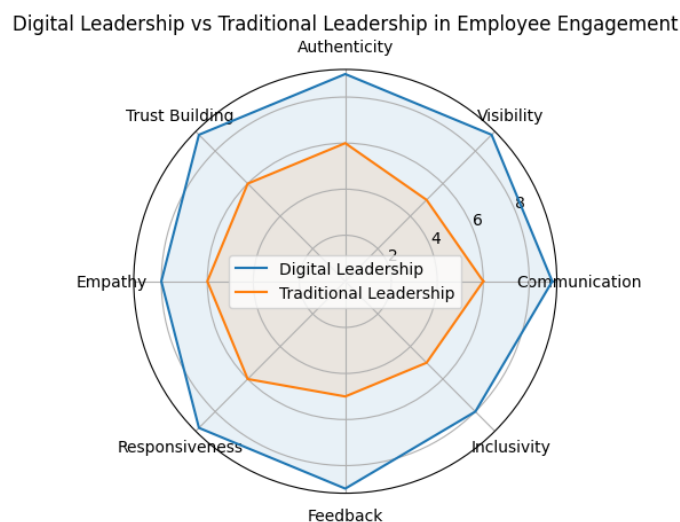 Digital Leadership vs Traditional Leadership in Employee Engagement
Authenticity
Trust Building
Visibility
8
6
4
2
Empathy
Digital Leadership
Communication
Traditional Leadership
Responsiveness
Inclusivity
Feedback